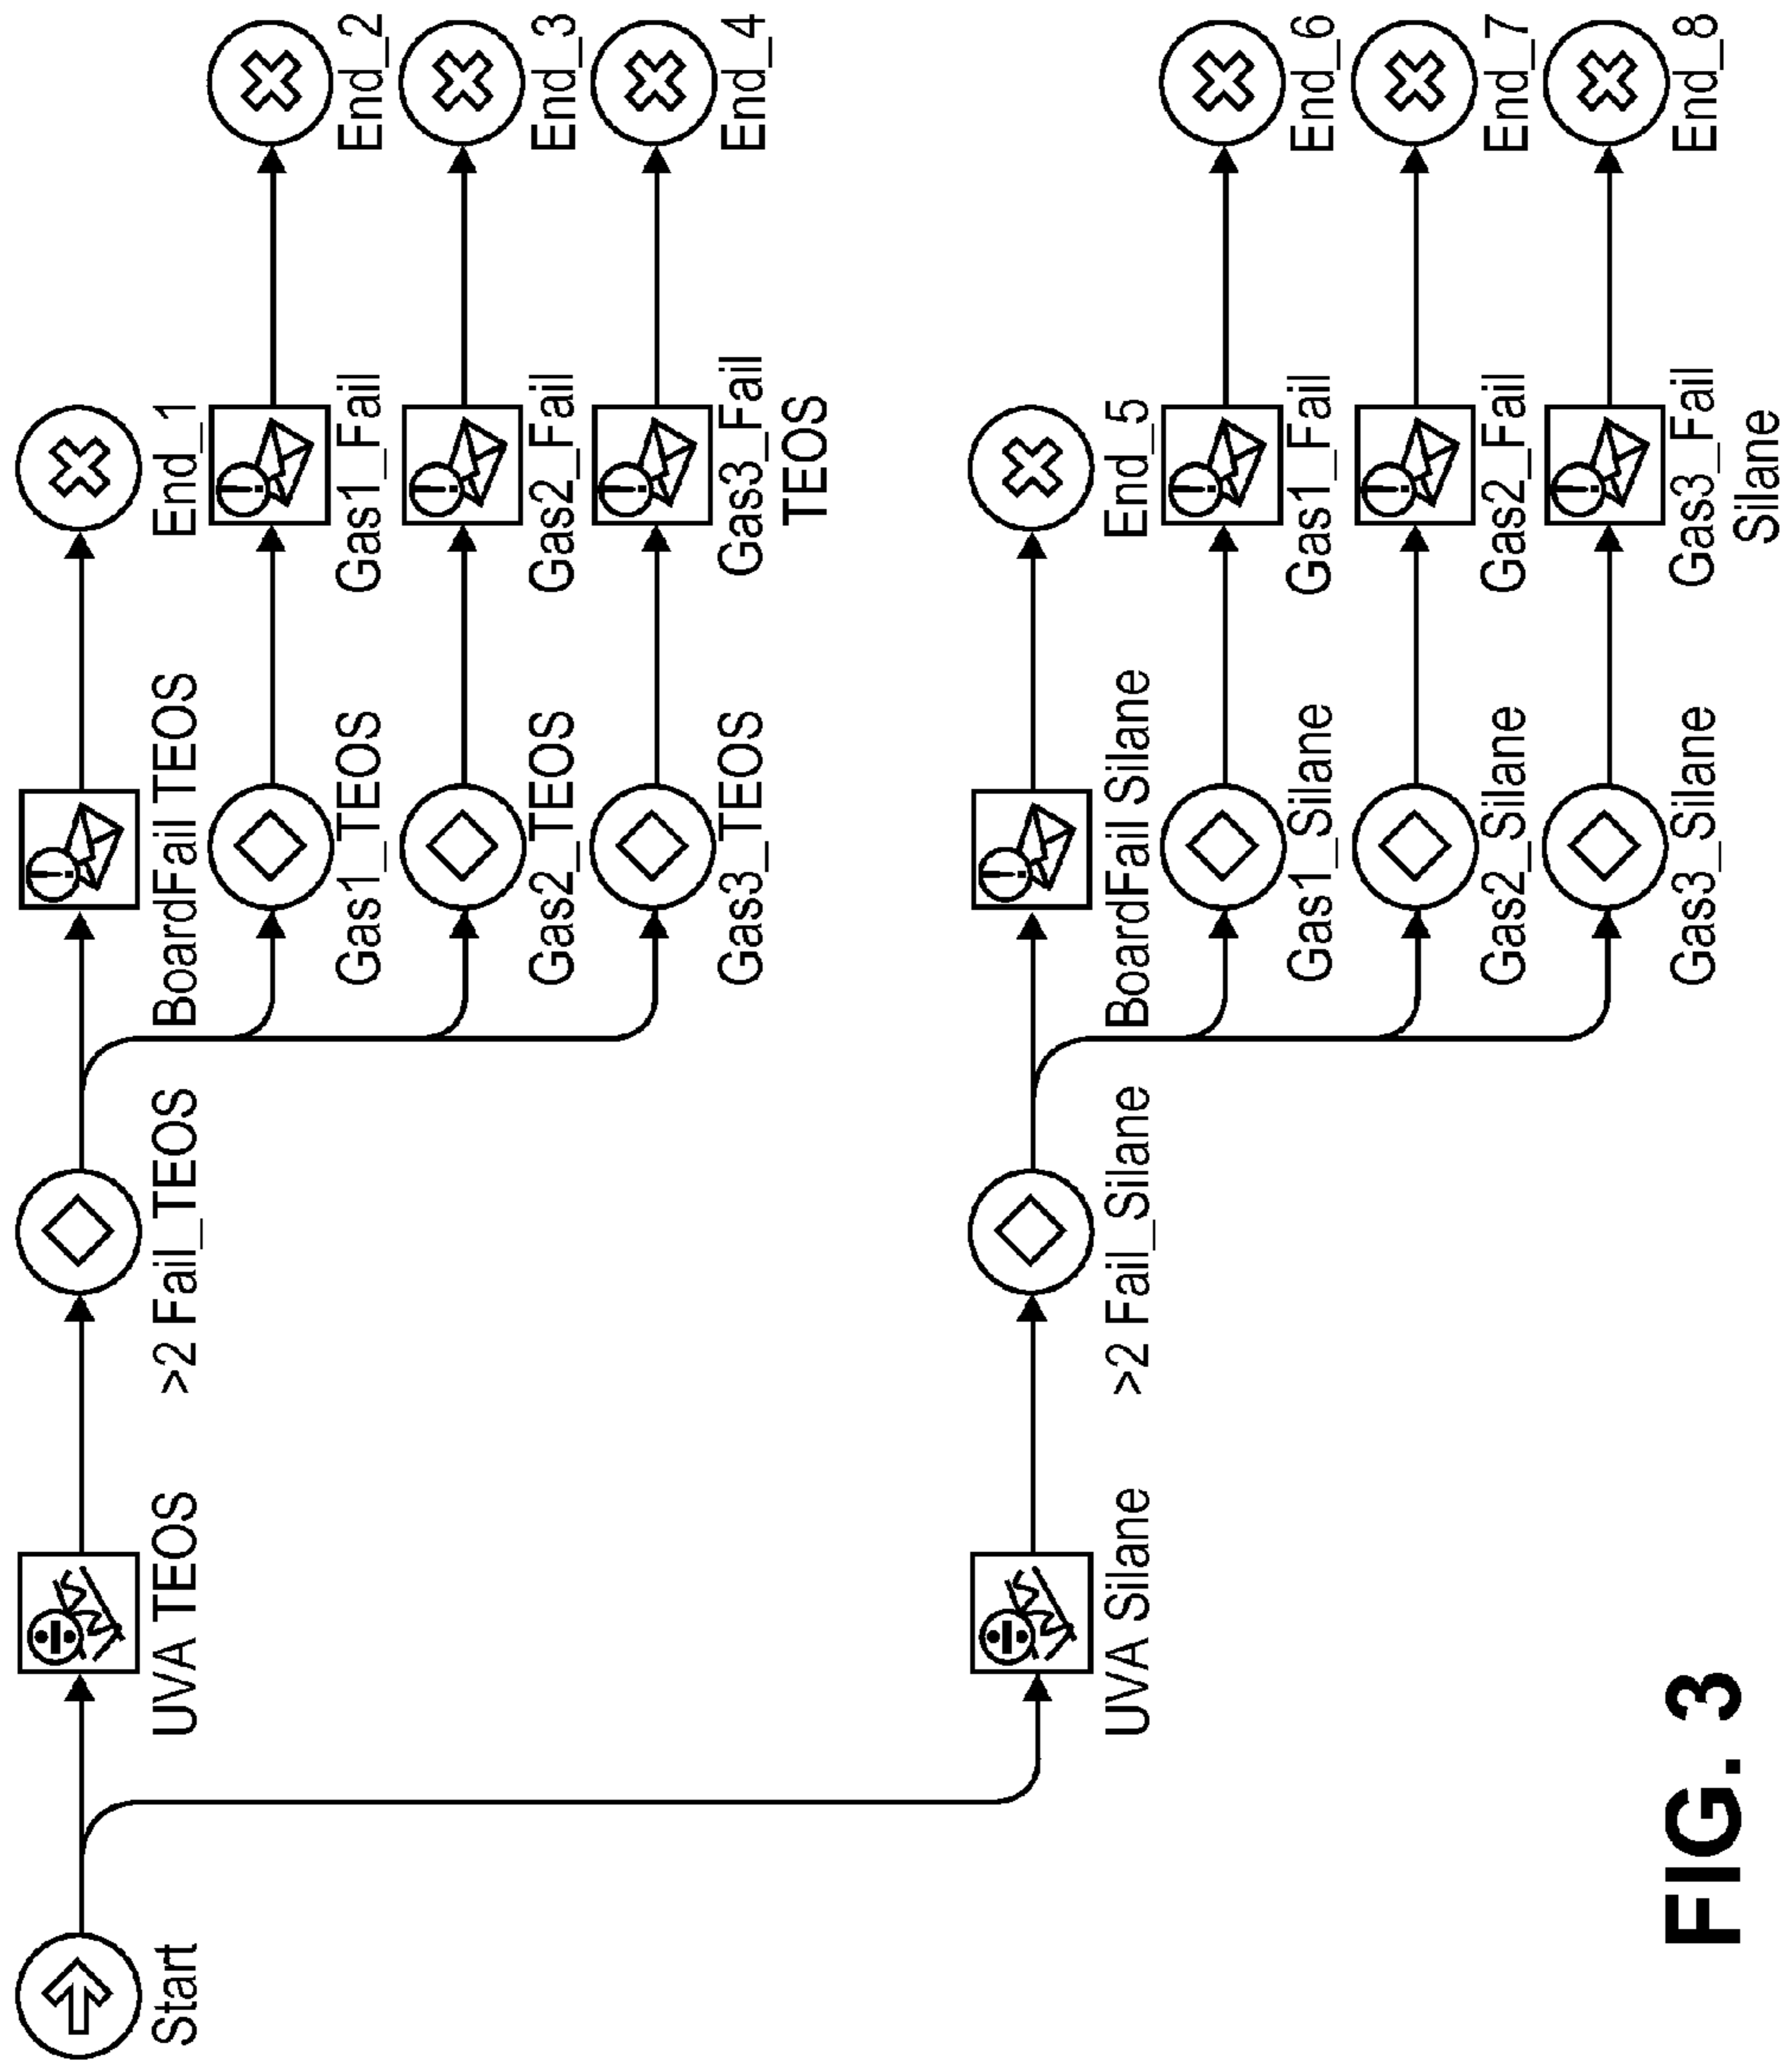 Start
UVA TEOS
>2 Fail_TEOS
BoardFail TEOS
End_1
Gas1_TEOS
Gas1_Fail
End_2
Gas2_TEOS
Gas2_Fail
End_3
Gas3_TEOS
Gas3_Fail
TEOS
End_4
UVA Silane
>2 Fail_Silane
BoardFail Silane
End_5
Gas1_Silane
Gas1_Fail
End_6
Gas2_Silane
Gas2_Fail
End_7
Gas3_Silane
Gas3_Fail
Silane
End_8
FIG. 3